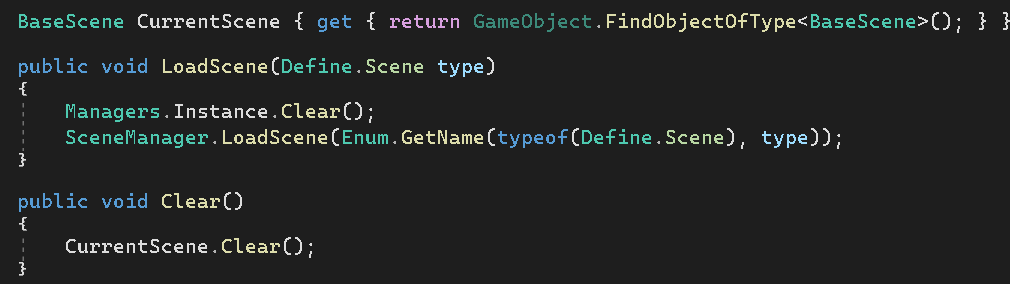 BaseScene CurrentScene { get { return GameObject.FindObjectOfType<BaseScene>(); } }
public void LoadScene(Define.Scene type)
{
Managers.Instance.Clear();
SceneManager.LoadScene(Enum.GetName(typeof(Define.Scene), type));
}
public void Clear()
{
CurrentScene.Clear();
}